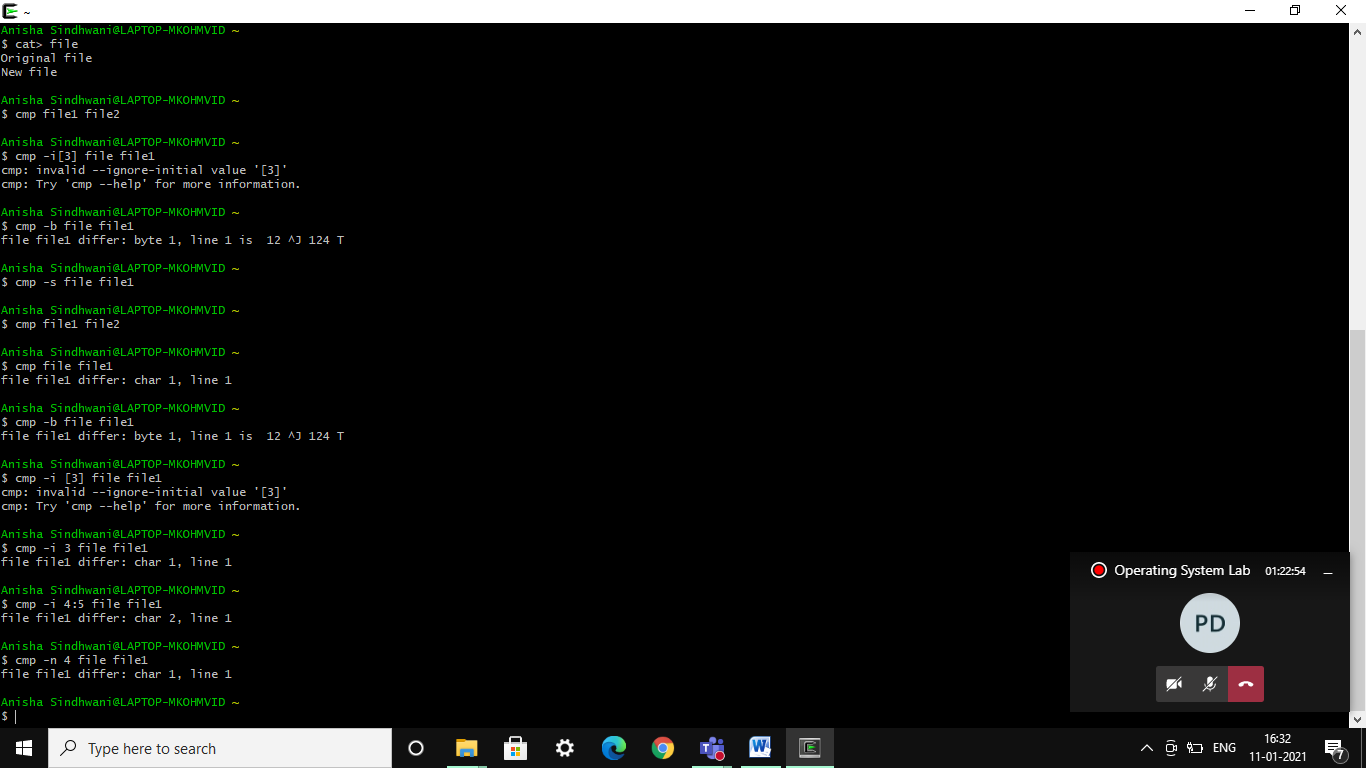 ~
Anisha Sindhwani@LAPTOP-MKOHMVID ~
$ cat> file
Original file
New file
Anisha Sindhwani@LAPTOP-MKOHMVID ~
$ cmp file1 file2
Anisha Sindhwani@LAPTOP-MKOHMVID ~
$ cmp -i[3] file file1
cmp: invalid --ignore-initial value '[3]'
cmp: Try 'cmp --help' for more information.
Anisha Sindhwani@LAPTOP-MKOHMVID ~
$ cmp -b file file1
file file1 differ: byte 1, line 1 is  12 ^J 124 T
Anisha Sindhwani@LAPTOP-MKOHMVID ~
$ cmp -s file file1
Anisha Sindhwani@LAPTOP-MKOHMVID ~
$ cmp file1 file2
Anisha Sindhwani@LAPTOP-MKOHMVID ~
$ cmp file file1
file file1 differ: char 1, line 1
Anisha Sindhwani@LAPTOP-MKOHMVID ~
$ cmp -b file file1
file file1 differ: byte 1, line 1 is  12 ^J 124 T
Anisha Sindhwani@LAPTOP-MKOHMVID ~
$ cmp -i [3] file file1
cmp: invalid --ignore-initial value '[3]'
cmp: Try 'cmp --help' for more information.
Anisha Sindhwani@LAPTOP-MKOHMVID ~
$ cmp -i 3 file file1
file file1 differ: char 1, line 1
Anisha Sindhwani@LAPTOP-MKOHMVID ~
$ cmp -i 4:5 file file1
file file1 differ: char 2, line 1
Anisha Sindhwani@LAPTOP-MKOHMVID ~
$ cmp -n 4 file file1
file file1 differ: char 1, line 1
Anisha Sindhwani@LAPTOP-MKOHMVID ~
$
Operating System Lab 01:22:54
PD
Type here to search
ENG
16:32
11-01-2021
7